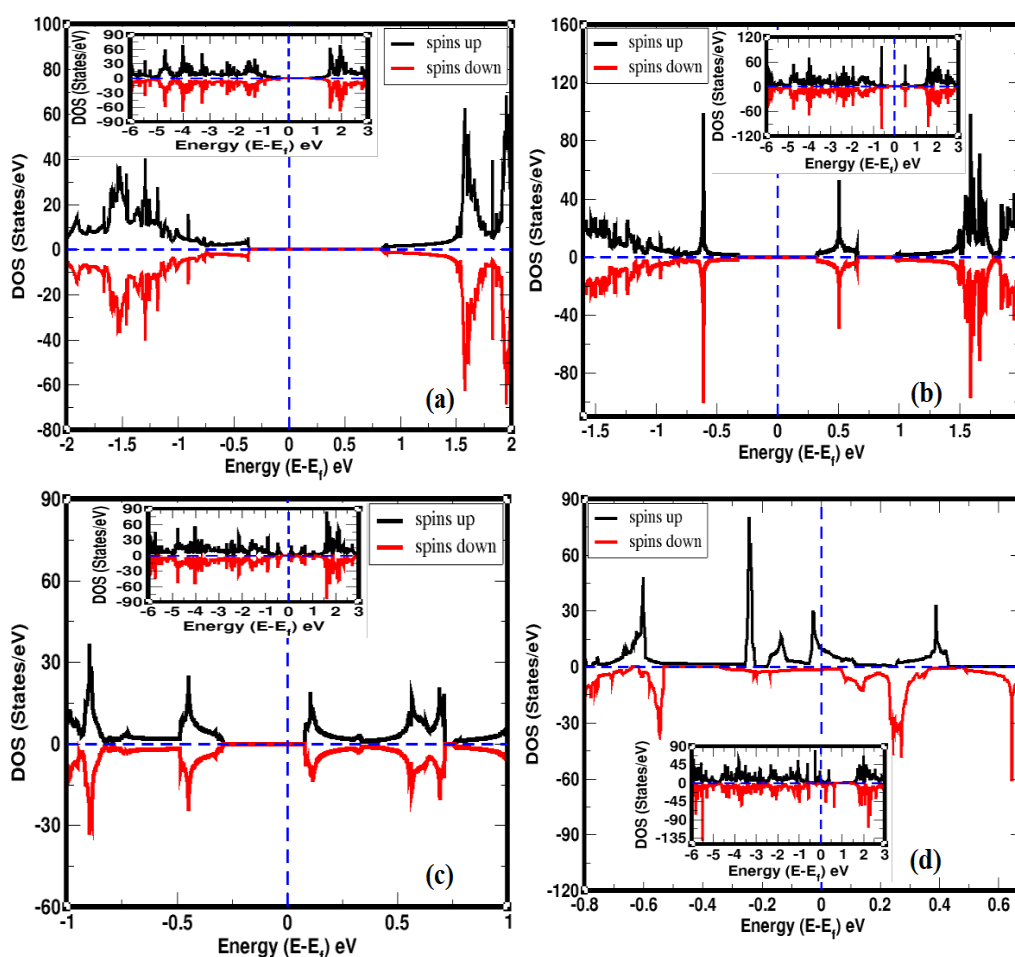 100
80
60
40
20
0
-20
-40
-60
-80
DOS (States/eV)
-2 -1.5 -1 -0.5 0 0.5 1 1.5 2
Energy (E-Ef) eV
spins up
spins down
(a)
90
60
30
0
-30
-60
-90
DOS (States/eV)
-6 -5 -4 -3 -2 -1 0 1 2 3
Energy (E-Ef) eV
160
120
80
40
0
-40
-80
DOS (States/eV)
-1.5 -1 -0.5 0 0.5 1 1.5
Energy (E-Ef) eV
spins up
spins down
(b)
120
60
0
-60
-120
DOS (States/eV)
-6 -5 -4 -3 -2 -1 0 1 2 3
Energy (E-Ef) eV
90
60
30
0
-30
-60
DOS (States/eV)
-1 -0.5 0 0.5 1
Energy (E-Ef) eV
spins up
spins down
(c)
90
60
30
0
-30
-60
-90
DOS (States/eV)
-6 -5 -4 -3 -2 -1 0 1 2 3
Energy (E-Ef) eV
90
60
30
0
-30
-60
-90
-120
DOS (States/eV)
-0.8 -0.6 -0.4 -0.2 0 0.2 0.4 0.6
Energy (E-Ef) eV
spins up
spins down
(d)
90
45
0
-45
-90
-135
DOS (States/eV)
-6 -5 -4 -3 -2 -1 0 1 2 3
Energy (E-Ef) eV